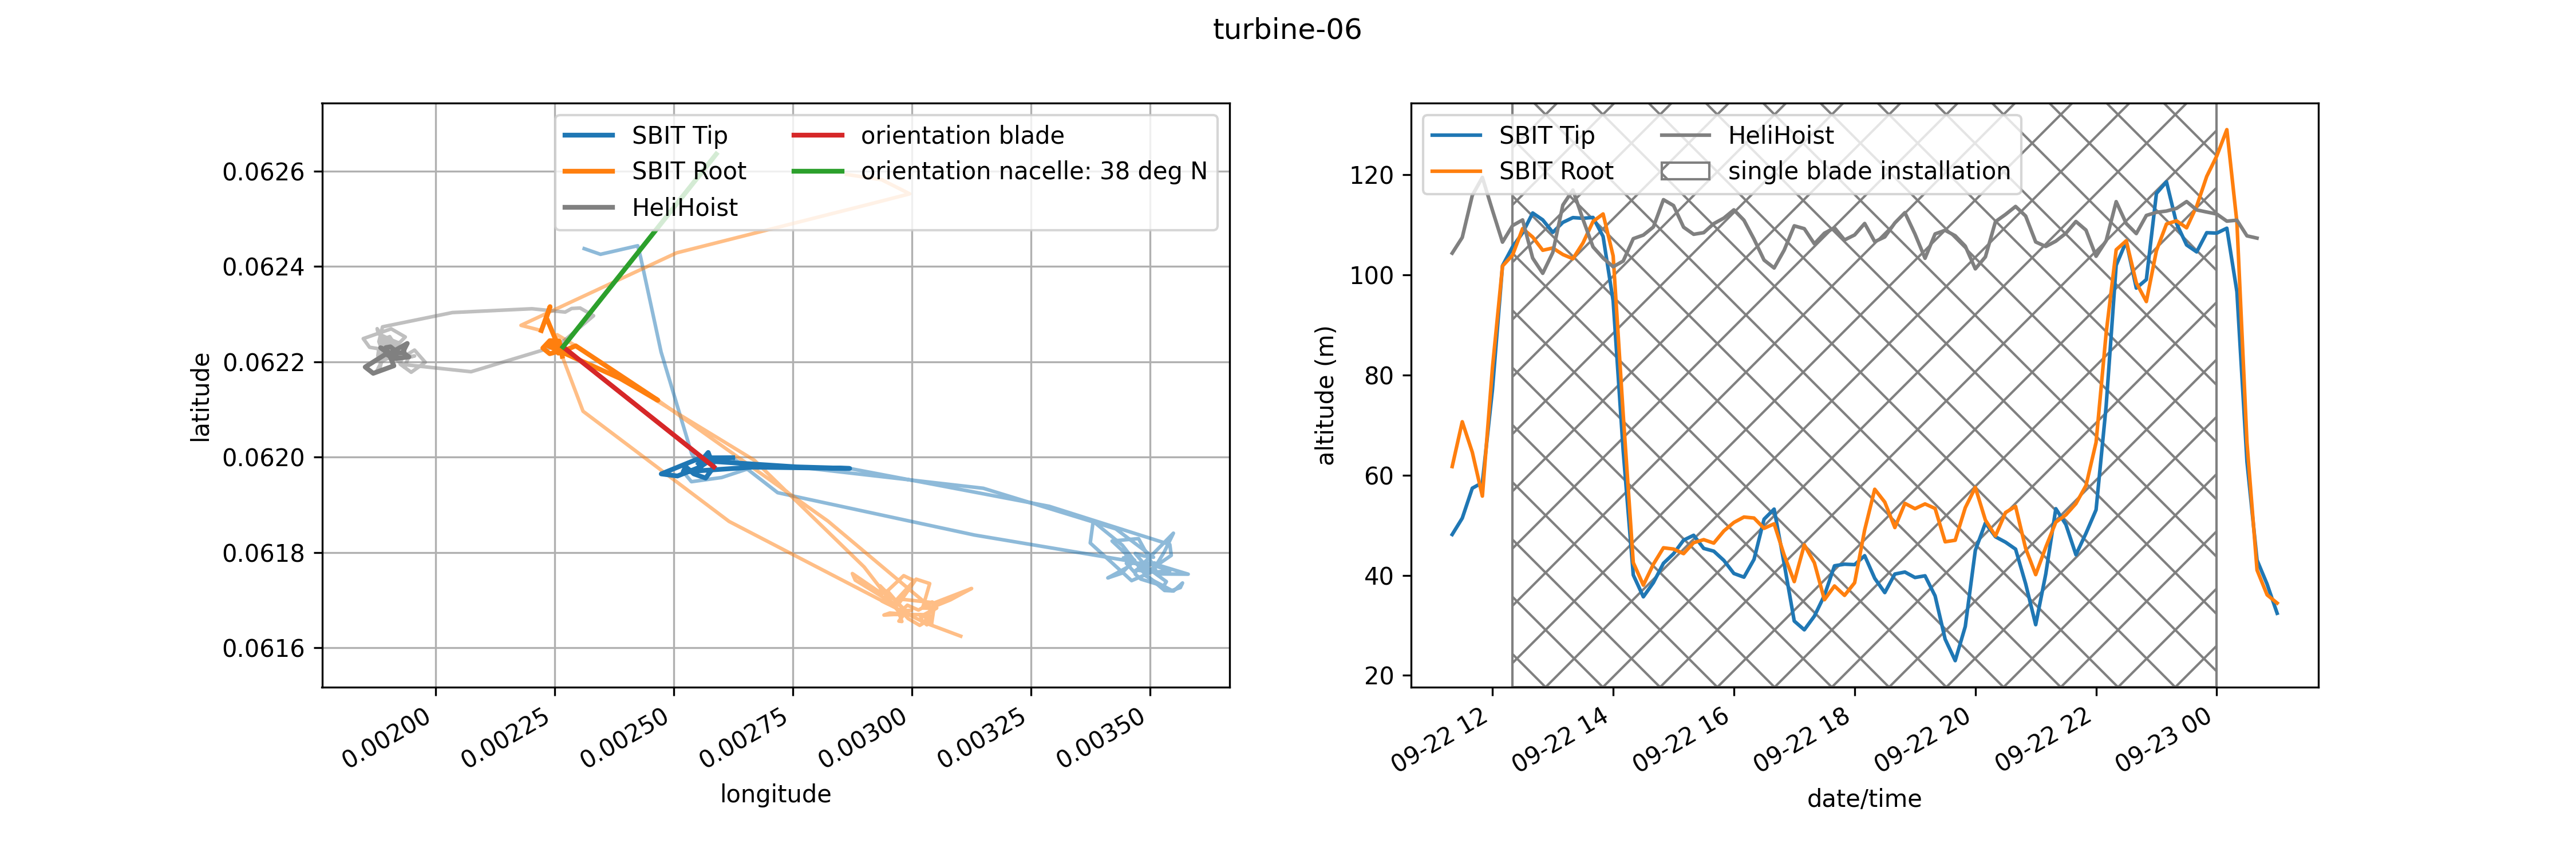 turbine-06
SBIT Tip
SBIT Root
HeliHoist
orientation blade
orientation nacelle: 38 deg N
0.0626
0.0624
0.0622
0.0620
0.0618
0.0616
latitude
0.00200
0.00225
0.00250
0.00275
0.00300
0.00325
0.00350
longitude
SBIT Tip
SBIT Root
HeliHoist
single blade installation
120
100
80
60
40
20
altitude (m)
09-22 12
09-22 14
09-22 16
09-22 18
09-22 20
09-22 22
09-23 00
date/time